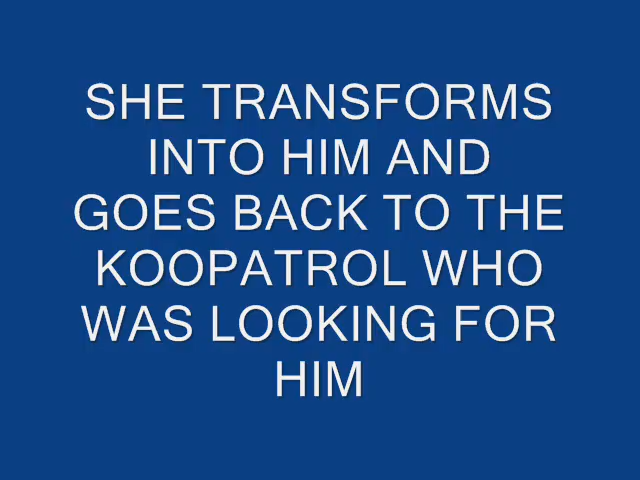 SHE TRANSFORMS
INTO HIM AND
GOES BACK TO THE
KOOPATROL WHO
WAS LOOKING FOR
HIM